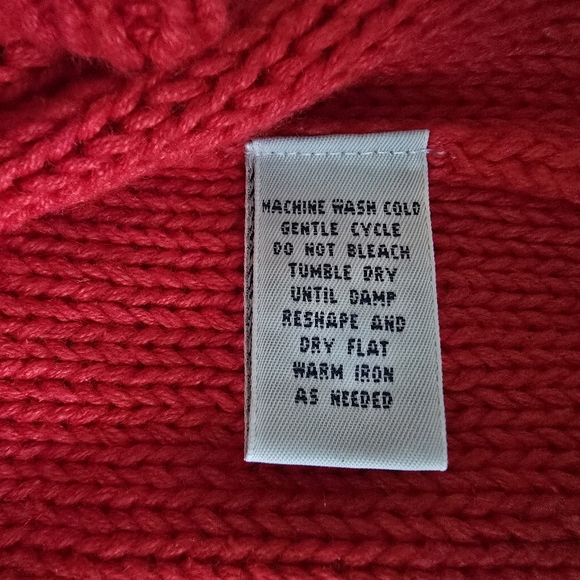 MACHINE WASH COLD
GENTLE CYCLE
DO NOT BLEACH
TUMBLE DRY
UNTIL DAMP
RESHAPE AND
DRY FLAT
WARM IRON
AS NEEDED